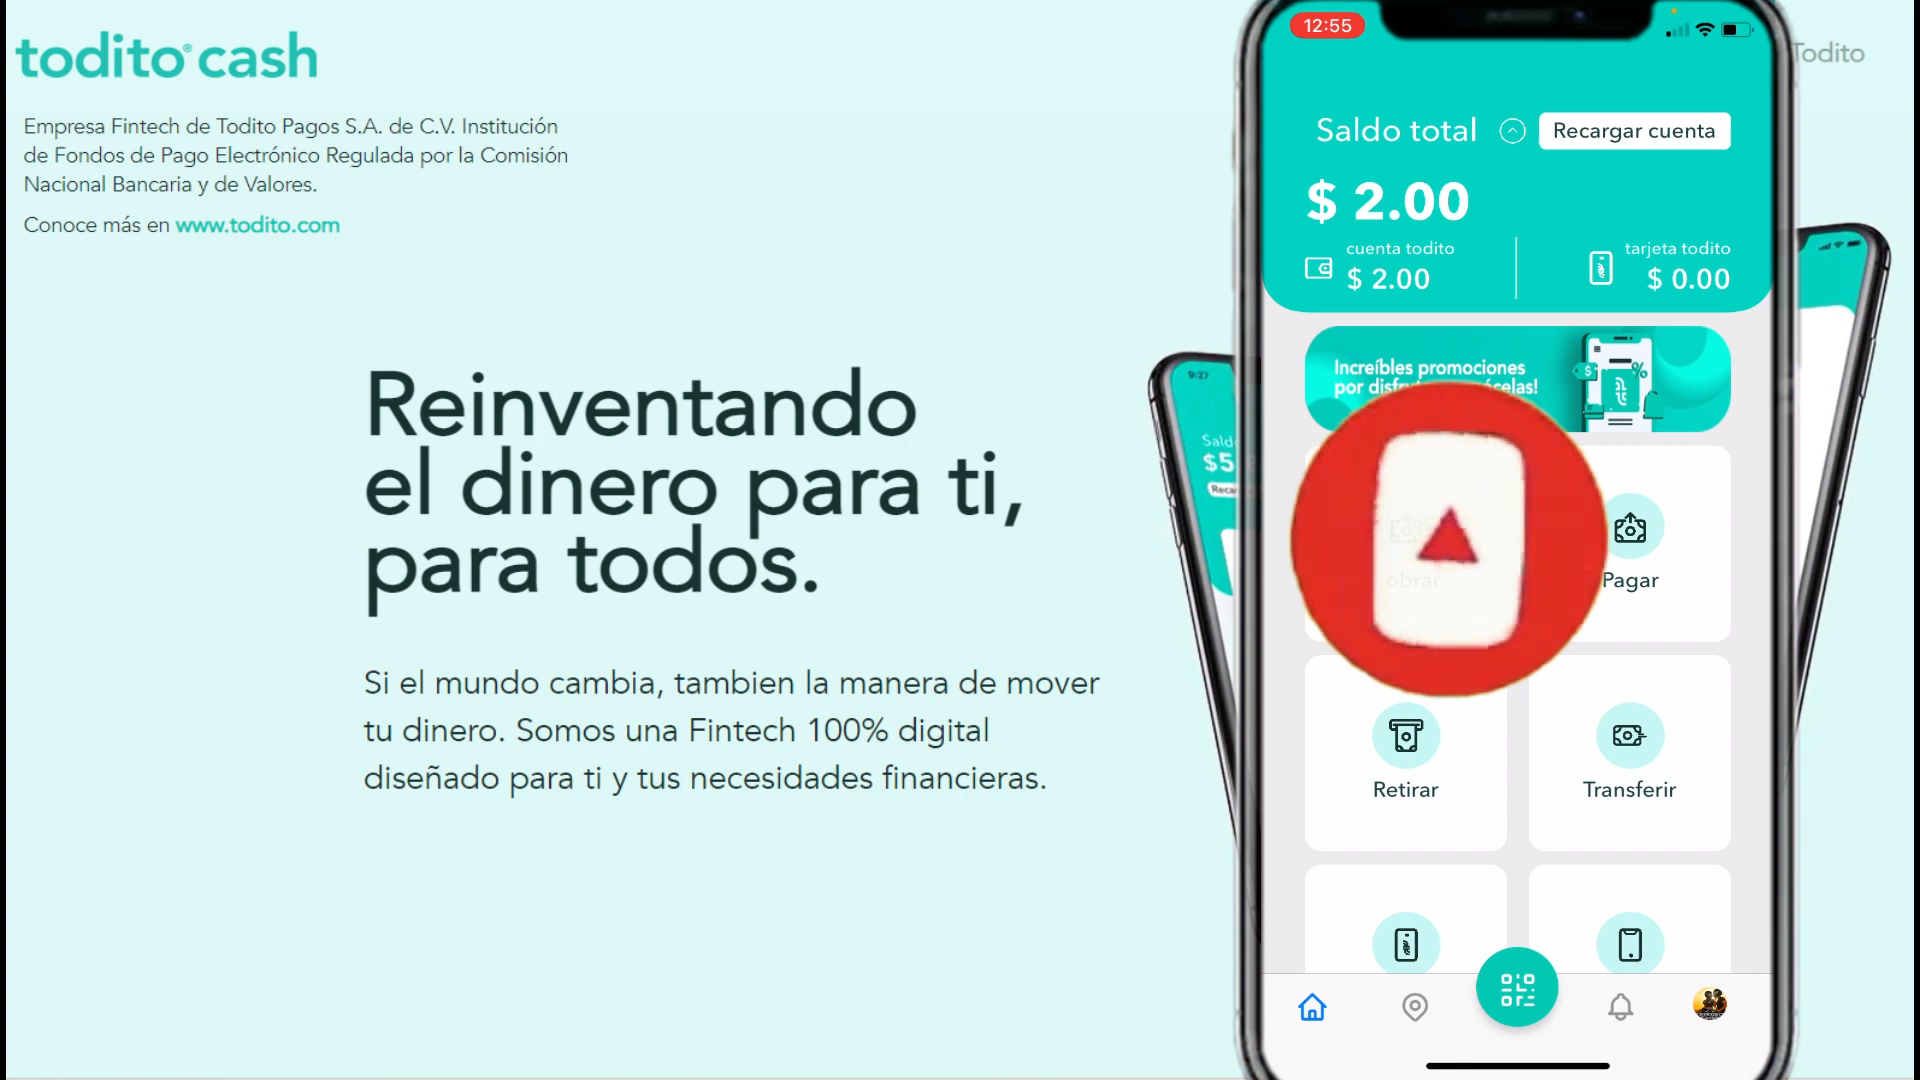 todito® cash
Empresa Fintech de Todito Pagos S.A. de C.V. Institución
de Fondos de Pago Electrónico Regulada por la Comisión
Nacional Bancaria y de Valores.
Conoce más en www.todito.com
Reinventando
el dinero para ti,
para todos.
Si el mundo cambia, tambien la manera de mover
tu dinero. Somos una Fintech 100% digital
diseñado para ti y tus necesidades financieras.
Todito
9:27
$5
12:55
Saldo total
Recargar cuenta
$ 2.00
cuenta todito
$ 2.00
tarjeta todito
$ 0.00
Increíbles promociones
por
$
%
Pagar
Retirar
Transferir